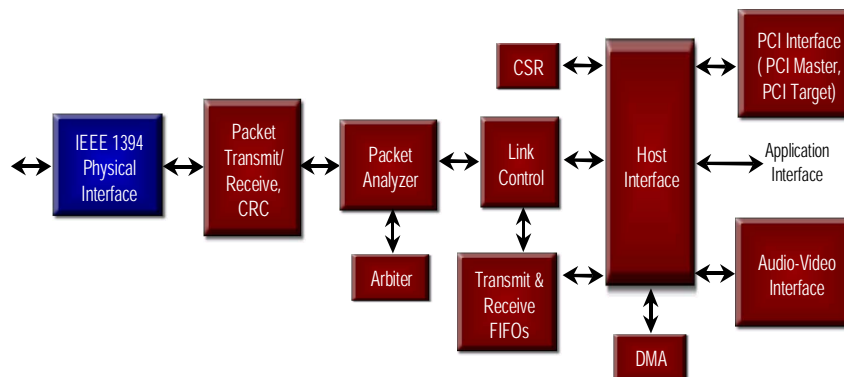 IEEE 1394
Physical
Interface
Packet
Transmit/
Receive,
CRC
Packet
Analyzer
Arbiter
CSR
Link
Control
Transmit &
Receive
FIFOs
Host
Interface
DMA
PCI Interface
( PCI Master,
PCI Target)
Application
Interface
Audio-Video
Interface